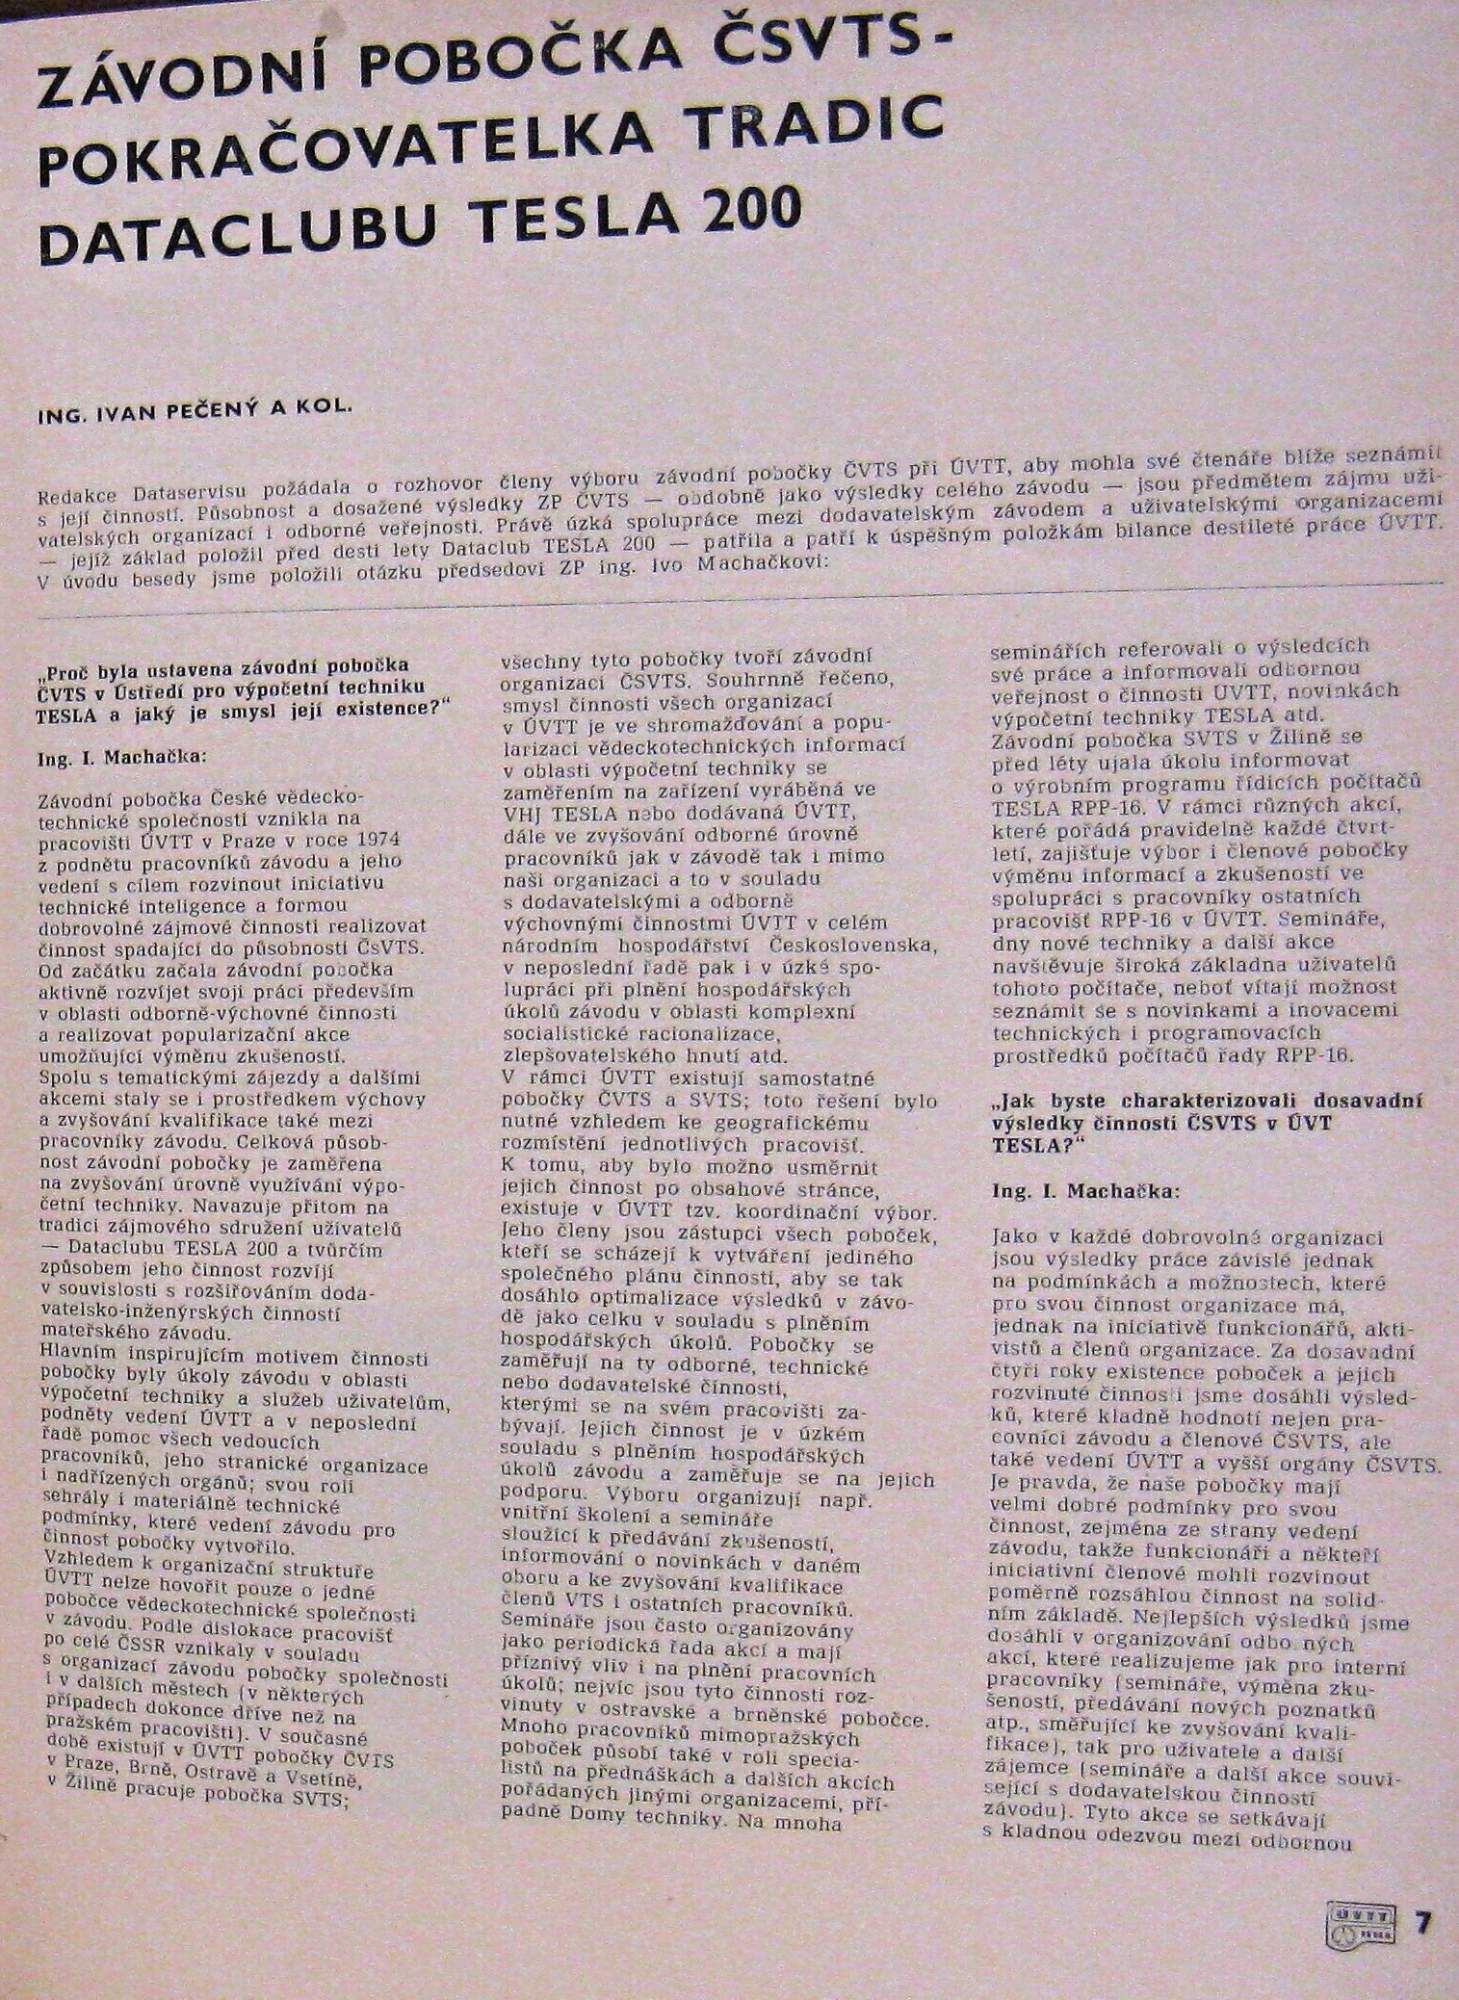 ZÁVODNÍ POBOČKA ČSVTS-
POKRAČOVATELKA TRADIC
DATACLUBU TESLA 200
ING. IVAN PEČENÝ A KOL.
Redakce Dataservisu požádala o rozhovor členy výboru závodní pobočky ČVTS při ÚVTT, aby mohla své čtenáře blíže seznámit
s její činností. Působnost a dosažené výsledky ZP ČVTS — obdobně jako výsledky celého závodu — jsou předmětem zájmu uži-
vatelských organizací i odborné veřejnosti. Právě úzká spolupráce mezi dodavatelským závodem a uživatelskými organizacemi
— jejíž základ položil před desti lety Dataclub TESLA 200 — patřila a patří k úspěšným položkám bilance destileté práce ÚVTT.
V úvodu besedy jsme položili otázku předsedovi ZP ing. Ivo Machačkovi:
„Proč byla ustavena závodní pobočka
ČVTS v Ústředí pro výpočetní techniku
TESLA a jaký je smysl její existence?“
Ing. I. Machačka:
Závodní pobočka České vědecko-
technické společnosti vznikla na
pracovišti ÚVTT v Praze v roce 1974
z podnětu pracovníků závodu a jeho
vedení s cílem rozvinout iniciativu
technické inteligence a formou
dobrovolné zájmové činnosti realizovat
činnost spadající do působnosti ČsVTS.
Od začátku začala závodní pobočka
aktivně rozvíjet svoji práci především
v oblasti odborně-výchovné činnosti
a realizovat popularizační akce
umožňující výměnu zkušeností.
Spolu s tematickými zájezdy a dalšími
akcemi staly se i prostředkem výchovy
a zvyšování kvalifikace také mezi
pracovníky závodu. Celková působ-
nost závodní pobočky je zaměřena
na zvyšování úrovně využívání výpo-
četní techniky. Navazuje přitom na
tradici zájmového sdružení uživatelů
— Dataclubu TESLA 200 a tvůrčím
způsobem jeho činnost rozvíjí
v souvislosti s rozšiřováním doda-
vatelsko-inženýrských činností
mateřského závodu.
Hlavním inspirujícím motivem činnosti
pobočky byly úkoly závodu v oblasti
výpočetní techniky a služeb uživatelům,
podněty vedení ÚVTT a v neposlední
řadě pomoc všech vedoucích
pracovníků, jeho stranické organizace
i nadřízených orgánů; svou roli
sehrály i materiálně technické
podmínky, které vedení závodu pro
činnost pobočky vytvořilo.
Vzhledem k organizační struktuře
ÚVTT nelze hovořit pouze o jedné
pobočce vědeckotechnické společnosti
v závodu. Podle dislokace pracovišť
po celé ČSSR vznikaly v souladu
s organizací závodu pobočky společnosti
i v dalších městech (v některých
případech dokonce dříve než na
pražském pracovišti). V současné
době existují v ÚVTT pobočky ČVTS
v Praze, Brně, Ostravě a Vsetíně,
v Žilině pracuje pobočka SVTS;
všechny tyto pobočky tvoří závodní
organizaci ČSVTS. Souhrnně řečeno,
smysl činnosti všech organizací
v ÚVTT je ve shromažďování a popu-
larizaci vědeckotechnických informací
v oblasti výpočetní techniky se
zaměřením na zařízení vyráběná ve
VHJ TESLA nebo dodávaná ÚVTT,
dále ve zvyšování odborné úrovně
pracovníků jak v závodě tak i mimo
naši organizaci a to v souladu
s dodavatelskými a odborně
výchovnými činnostmi ÚVTT v celém
národním hospodářství Československa,
v neposlední řadě pak i v úzké spo-
lupráci při plnění hospodářských
úkolů závodu v oblasti komplexní
socialistické racionalizace,
zlepšovatelského hnutí atd.
V rámci ÚVTT existují samostatné
pobočky ČVTS a SVTS; toto řešení bylo
nutné vzhledem ke geografickému
rozmístění jednotlivých pracovišť.
K tomu, aby bylo možno usměrnit
jejich činnost po obsahové stránce,
existuje v ÚVTT tzv. koordinační výbor.
Jeho členy jsou zástupci všech poboček,
kteří se scházejí k vytváření jediného
společného plánu činnosti, aby se tak
dosáhlo optimalizace výsledků v závo-
dě jako celku v souladu s plněním
hospodářských úkolů. Pobočky se
zaměřují na ty odborné, technické
nebo dodavatelské činnosti,
kterými se na svém pracovišti za-
bývají. Jejich činnost je v úzkém
souladu s plněním hospodářských
úkolů závodu a zaměřuje se na jejich
podporu. Výboru organizují např.
vnitřní školení a semináře
sloužící k předávání zkušeností,
informování o novinkách v daném
oboru a ke zvyšování kvalifikace
členů VTS i ostatních pracovníků.
Semináře jsou často organizovány
jako periodická řada akcí a mají
příznivý vliv i na plnění pracovních
úkolů; nejvíc jsou tyto činnosti roz-
vinuty v ostravské a brněnské pobočce.
Mnoho pracovníků mimopražských
poboček působí také v roli specia-
listů na přednáškách a dalších akcích
pořádaných jinými organizacemi, pří-
padně Domy techniky. Na mnoha
seminářích referovali o výsledcích
své práce a informovali odbornou
veřejnost o činnosti ÚVTT, novinkách
výpočetní techniky TESLA atd.
Závodní pobočka SVTS v Žilině se
před léty ujala úkolu informovat
o výrobním programu řídicích počítačů
TESLA RPP-16. V rámci různých akcí,
které pořádá pravidelně každé čtvrt-
letí, zajišťuje výbor i členové pobočky
výměnu informací a zkušeností ve
spolupráci s pracovníky ostatních
pracovišť RPP-16 v ÚVTT. Semináře,
dny nové techniky a další akce
navštěvuje široká základna uživatelů
tohoto počítače, neboť vítají možnost
seznámit se s novinkami a inovacemi
technických i programovacích
prostředků počítačů řady RPP-16.
„Jak byste charakterizovali dosavadní
výsledky činnosti ČSVTS v ÚVT
TESLA?“
Ing. I. Machačka:
Jako v každé dobrovolné organizaci
jsou výsledky práce závislé jednak
na podmínkách a možnostech, které
pro svou činnost organizace má,
jednak na iniciativě funkcionářů, akti-
vistů a členů organizace. Za dosavadní
čtyři roky existence poboček a jejich
rozvinuté činnosti jsme dosáhli výsled-
ků, které kladně hodnotí nejen pra-
covníci závodu a členové ČSVTS, ale
také vedení ÚVTT a vyšší orgány ČSVTS.
Je pravda, že naše pobočky mají
velmi dobré podmínky pro svou
činnost, zejména ze strany vedení
závodu, takže funkcionáři a někteří
iniciativní členové mohli rozvinout
poměrně rozsáhlou činnost na solid-
ním základě. Nejlepších výsledků jsme
dosáhli v organizování odborných
akcí, které realizujeme jak pro interní
pracovníky (semináře, výměna zku-
šeností, předávání nových poznatků
atp., směřující ke zvyšování kvali-
fikace), tak pro uživatele a další
zájemce (semináře a další akce souvi-
sející s dodavatelskou činností
závodu). Tyto akce se setkávají
s kladnou odezvou mezi odbornou
ÚVTT
TESLA
7